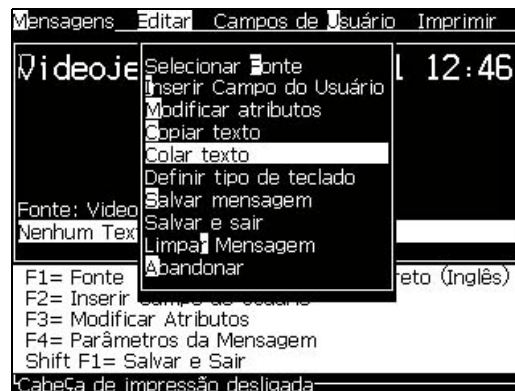 Mensagens Editar Campos de Usuário Imprimir
Videoje 12:46
Selecionar Fonte
Inserir Campo do Usuário
Modificar atributos
Copiar texto
Colar texto
Definir tipo de teclado
Salvar mensagem
Salvar e sair
Limpar Mensagem
Abandonar
Fonte: Video
Nenhum Tex
F1= Fonte reto (Inglês)
F2= Inserir
F3= Modificar Atributos
F4= Parâmetros da Mensagem
Shift F1= Salvar e Sair
Cabeça de impressão desligada